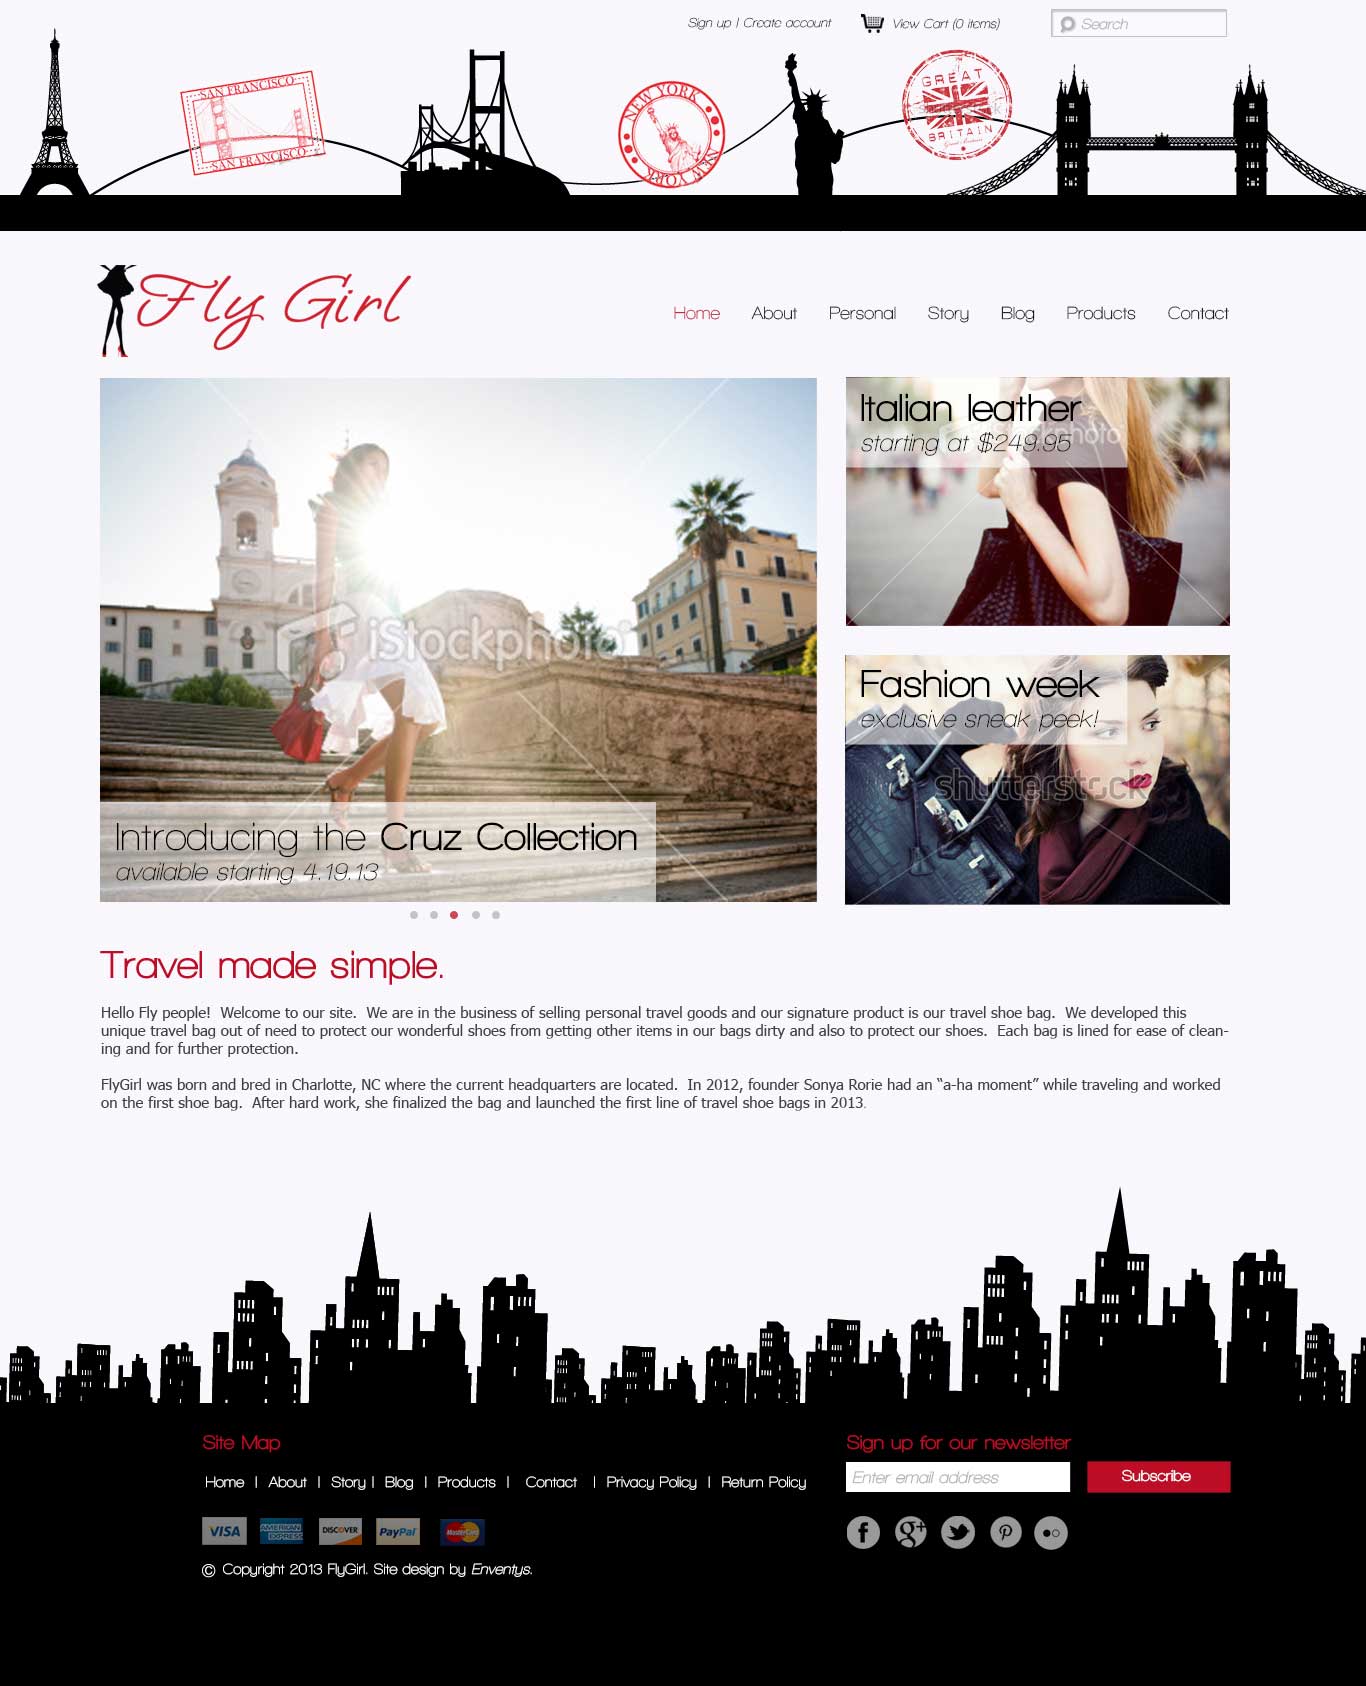 Sign up | Create account
View Cart (0 items)
Search
SAN FRANCISCO
SAN FRANCISCO
NEW YORK
NEW YORK
GREAT
BRITAIN
Fly Girl
Home About Personal Story Blog Products Contact
iStockphoto
Introducing the Cruz Collection
available starting 4.19.13
Italian leather
starting at $249.95
iStockphoto
Fashion week
exclusive sneak peek!
shutterstock
Travel made simple.
Hello Fly people!  Welcome to our site.  We are in the business of selling personal travel goods and our signature product is our travel shoe bag.  We developed this
unique travel bag out of need to protect our wonderful shoes from getting other items in our bags dirty and also to protect our shoes.  Each bag is lined for ease of clean-
ing and for further protection.
FlyGirl was born and bred in Charlotte, NC where the current headquarters are located.  In 2012, founder Sonya Rorie had an “a-ha moment” while traveling and worked
on the first shoe bag.  After hard work, she finalized the bag and launched the first line of travel shoe bags in 2013.
Site Map
Home | About | Story | Blog | Products | Contact | Privacy Policy | Return Policy
VISA AMERICAN EXPRESS DISCOVER PayPal MasterCard
© Copyright 2013 FlyGirl. Site design by Enventys.
Sign up for our newsletter
Enter email address
Subscribe